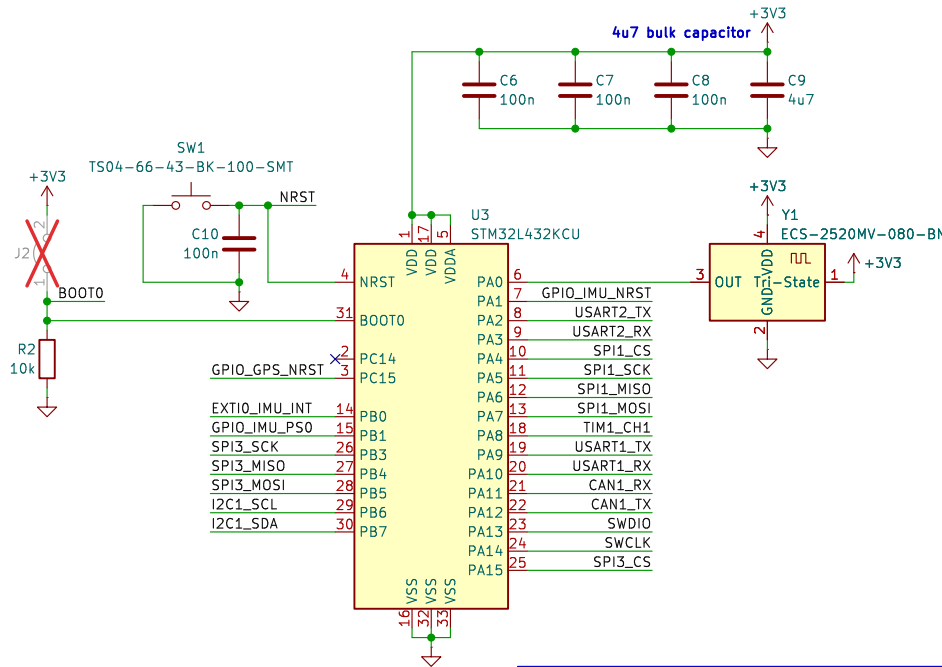 +3V3
4u7 bulk capacitor
C6
100n
C7
100n
C8
100n
C9
4u7
SW1
TS04-66-43-BK-100-SMT
+3V3
NRST
C10
100n
2
J2
1
BOOT0
R2
10k
+3V3
Y1
ECS-2520MV-080-BN
4
VDD
3
OUT
Tri-State
1
+3V3
GND
2
U3
STM32L432KCU
1
17
5
VDD
VDD
VDDA
4
NRST
31
BOOT0
2
PC14
GPIO_GPS_NRST
3
PC15
EXTI0_IMU_INT
14
PB0
GPIO_IMU_PS0
15
PB1
SPI3_SCK
26
PB3
SPI3_MISO
27
PB4
SPI3_MOSI
28
PB5
I2C1_SCL
29
PB6
I2C1_SDA
30
PB7
PA0
6
PA1
7
GPIO_IMU_NRST
PA2
8
USART2_TX
PA3
9
USART2_RX
PA4
10
SPI1_CS
PA5
11
SPI1_SCK
PA6
12
SPI1_MISO
PA7
13
SPI1_MOSI
PA8
18
TIM1_CH1
PA9
19
USART1_TX
PA10
20
USART1_RX
PA11
21
CAN1_RX
PA12
22
CAN1_TX
PA13
23
SWDIO
PA14
24
SWCLK
PA15
25
SPI3_CS
VSS
VSS
VSS
16
32
33